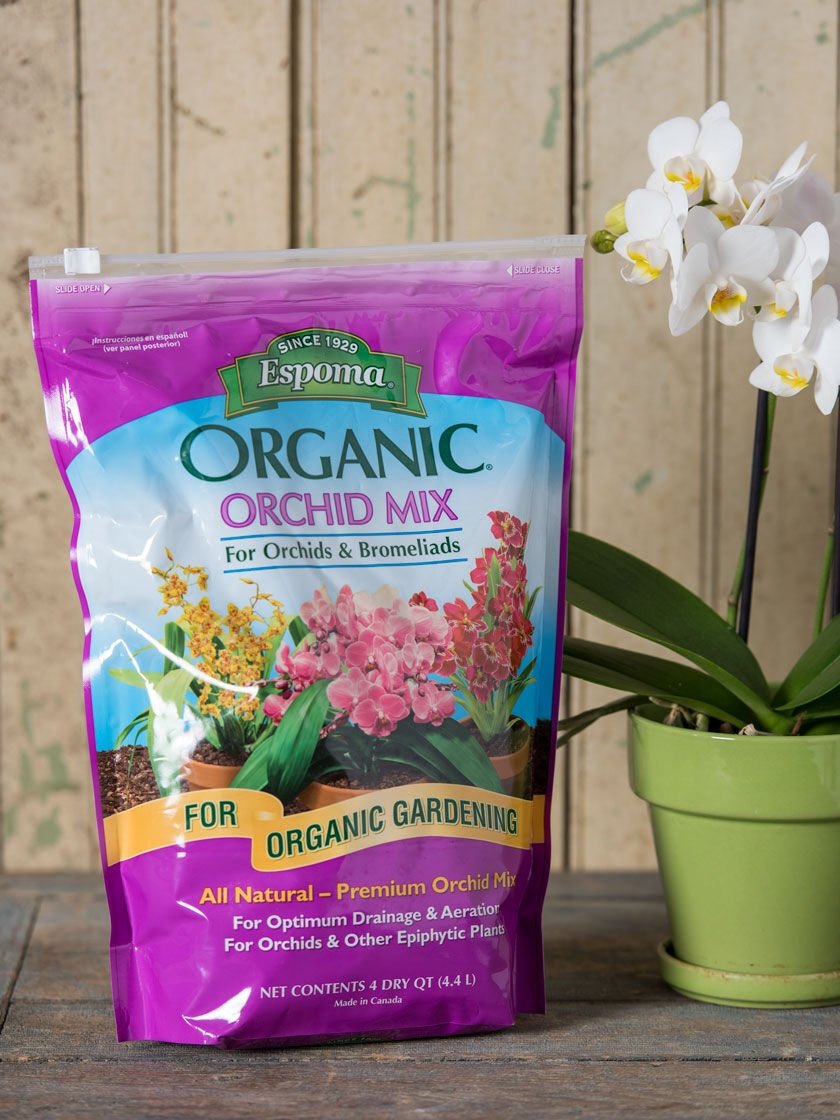 SLIDE OPEN
SLIDE CLOSE
¡Instrucciones en español!
(ver panel posterior)
SINCE 1929
Espoma®
ORGANIC®
ORCHID MIX
For Orchids & Bromeliads
FOR ORGANIC GARDENING
All Natural – Premium Orchid Mix
For Optimum Drainage & Aeration
For Orchids & Other Epiphytic Plants
NET CONTENTS 4 DRY QT (4.4 L)
Made in Canada